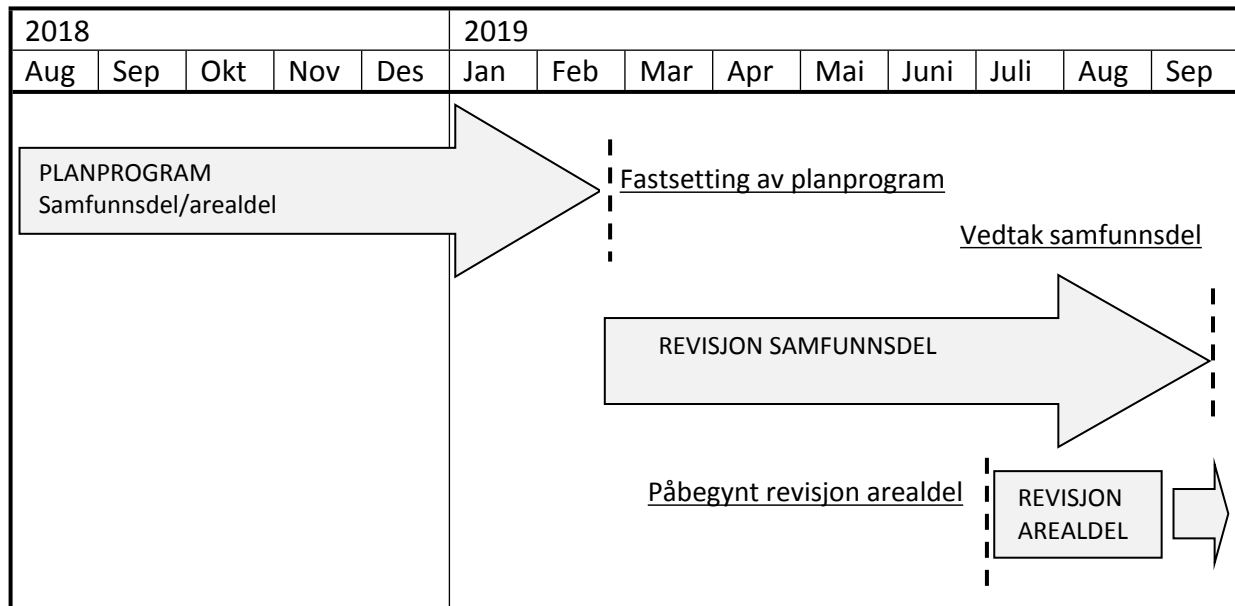 2018 2019
Aug Sep Okt Nov Des Jan Feb Mar Apr Mai Juni Juli Aug Sep
PLANPROGRAM
Samfunnsdel/arealdel
Fastsetting av planprogram
Vedtak samfunnsdel
REVISJON SAMFUNNSDEL
Påbegynt revisjon arealdel
REVISJON
AREALDEL